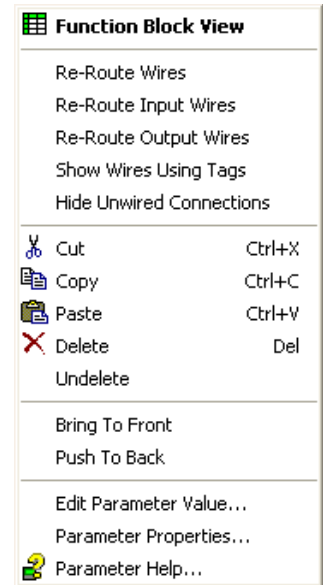 Function Block View
Re-Route Wires
Re-Route Input Wires
Re-Route Output Wires
Show Wires Using Tags
Hide Unwired Connections
Cut Ctrl+X
Copy Ctrl+C
Paste Ctrl+V
Delete Del
Undelete
Bring To Front
Push To Back
Edit Parameter Value...
Parameter Properties...
Parameter Help...